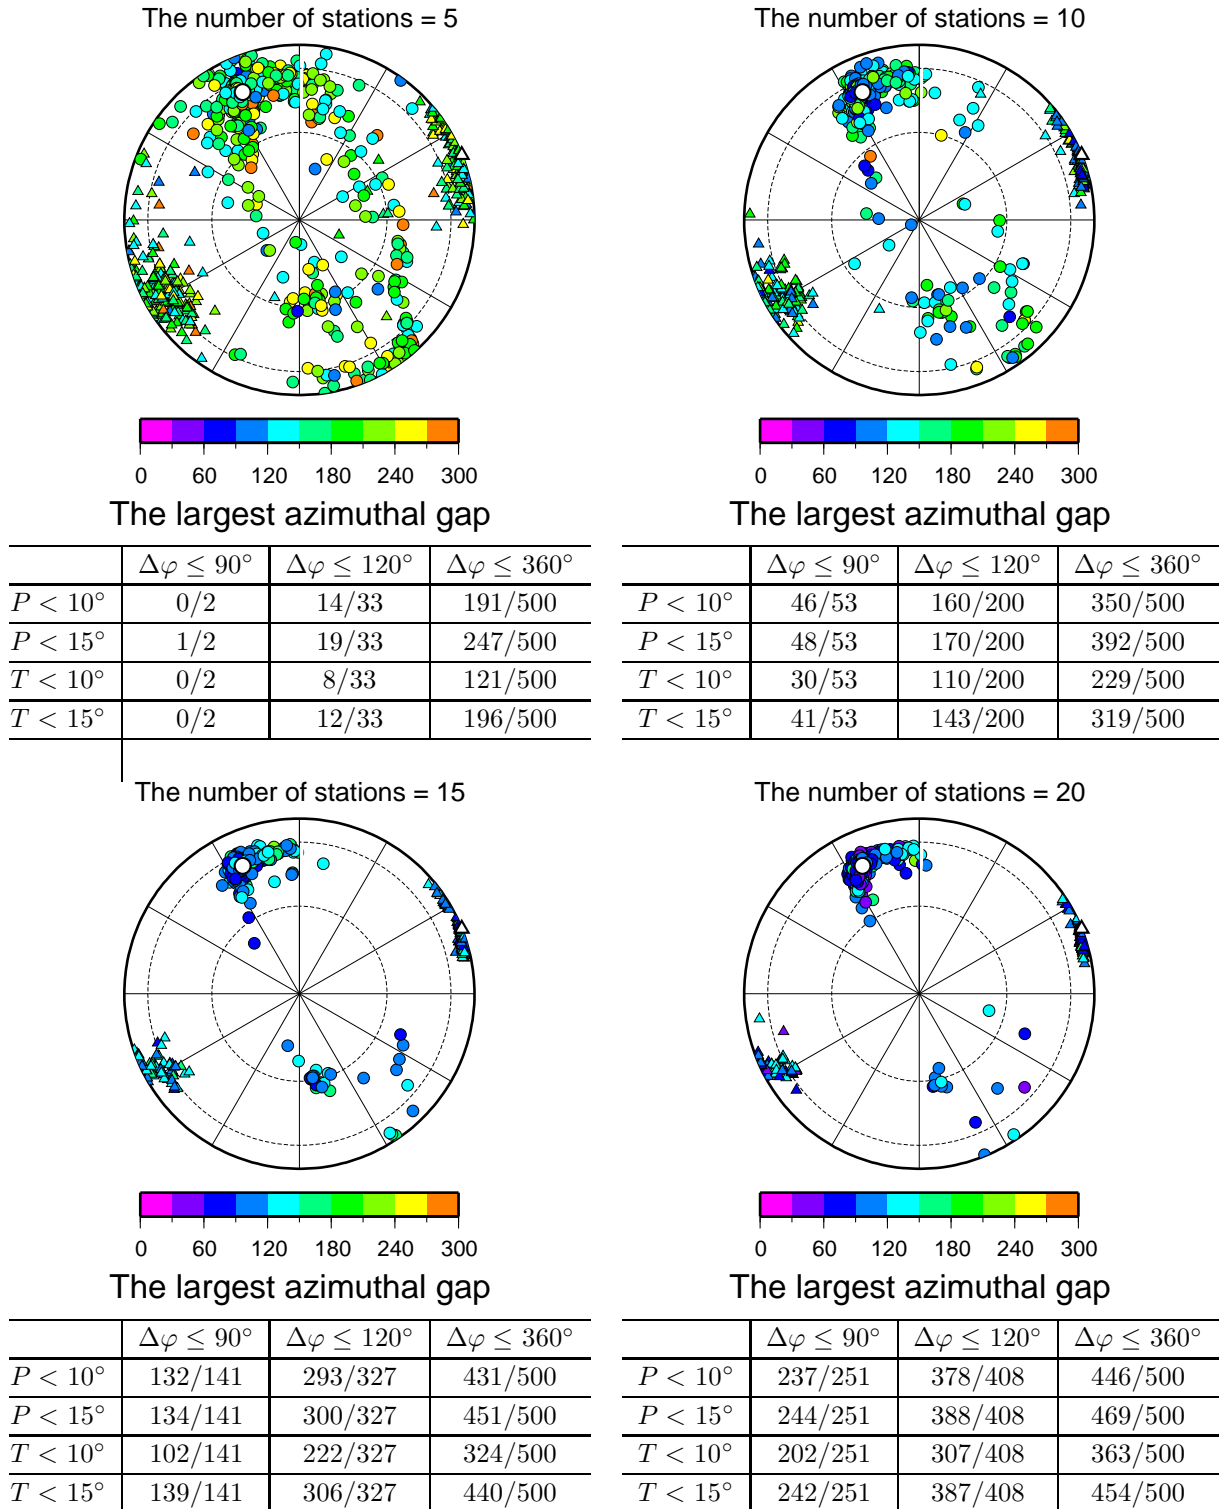 The number of stations = 5
The number of stations = 10
0 60 120 180 240 300
0 60 120 180 240 300
The largest azimuthal gap
The largest azimuthal gap
Δφ ≤ 90° Δφ ≤ 120° Δφ ≤ 360°
P < 10° 0/2 14/33 191/500
P < 15° 1/2 19/33 247/500
T < 10° 0/2 8/33 121/500
T < 15° 0/2 12/33 196/500
Δφ ≤ 90° Δφ ≤ 120° Δφ ≤ 360°
P < 10° 46/53 160/200 350/500
P < 15° 48/53 170/200 392/500
T < 10° 30/53 110/200 229/500
T < 15° 41/53 143/200 319/500
The number of stations = 15
The number of stations = 20
0 60 120 180 240 300
0 60 120 180 240 300
The largest azimuthal gap
The largest azimuthal gap
Δφ ≤ 90° Δφ ≤ 120° Δφ ≤ 360°
P < 10° 132/141 293/327 431/500
P < 15° 134/141 300/327 451/500
T < 10° 102/141 222/327 324/500
T < 15° 139/141 306/327 440/500
Δφ ≤ 90° Δφ ≤ 120° Δφ ≤ 360°
P < 10° 237/251 378/408 446/500
P < 15° 244/251 388/408 469/500
T < 10° 202/251 307/408 363/500
T < 15° 242/251 387/408 454/500